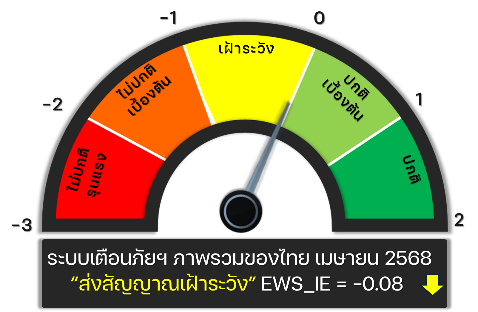 -1
0
-2
1
-3
2
ไม่ปกติ
รุนแรง
ไม่ปกติ
เบื้องต้น
เฝ้าระวัง
ปกติ
เบื้องต้น
ปกติ
ระบบเตือนภัยฯ ภาพรวมของไทย เมษายน 2568
“ส่งสัญญาณเฝ้าระวัง” EWS_IE = -0.08